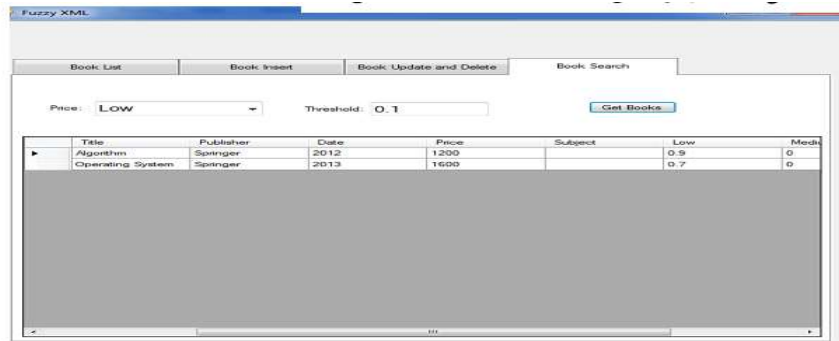 Fuzzy XML
Book List Book Insert Book Update and Delete Book Search
Price: Low Threshold: 0.1 Get Books
Title Publisher Date Price Subject Low Mediu
Algorithm Springer 2012 1200 0.9 0
Operating System Springer 2013 1600 0.7 0